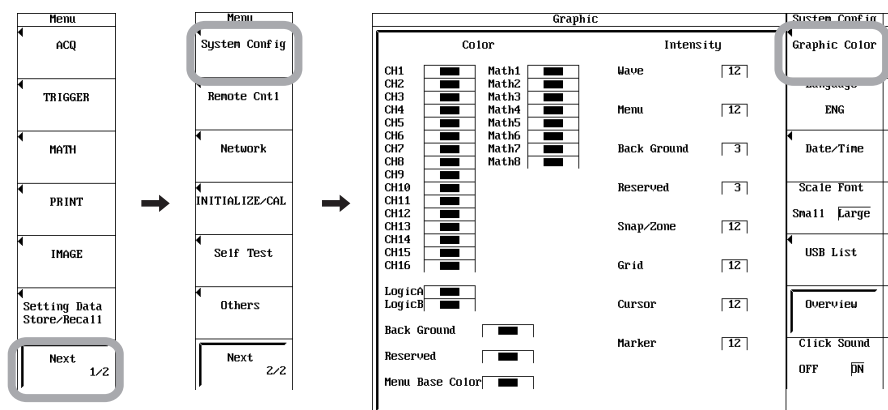 Menu
ACQ
TRIGGER
MATH
PRINT
IMAGE
Setting Data
Store/Recall
Next
1/2
Menu
System Config
Remote Cntl
Network
INITIALIZE/CAL
Self Test
Others
Next
2/2
Graphic
Color
Intensity
CH1
CH2
CH3
CH4
CH5
CH6
CH7
CH8
CH9
CH10
CH11
CH12
CH13
CH14
CH15
CH16
Math1
Math2
Math3
Math4
Math5
Math6
Math7
Math8
LogicA
LogicB
Back Ground
Reserved
Menu Base Color
Wave 12
Menu 12
Back Ground 3
Reserved 3
Snap/Zone 12
Grid 12
Cursor 12
Marker 12
System Config
Graphic Color
Language
ENG
Date/Time
Scale Font
Small Large
USB List
Overview
Click Sound
OFF ON